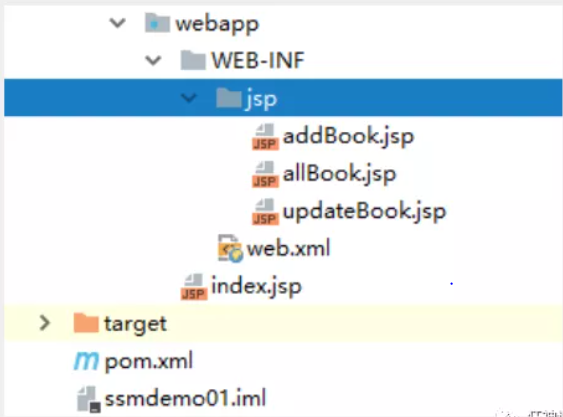 webapp
WEB-INF
jsp
JSP addBook.jsp
JSP allBook.jsp
JSP updateBook.jsp
web.xml
JSP index.jsp
target
m pom.xml
ssmdemo01.iml